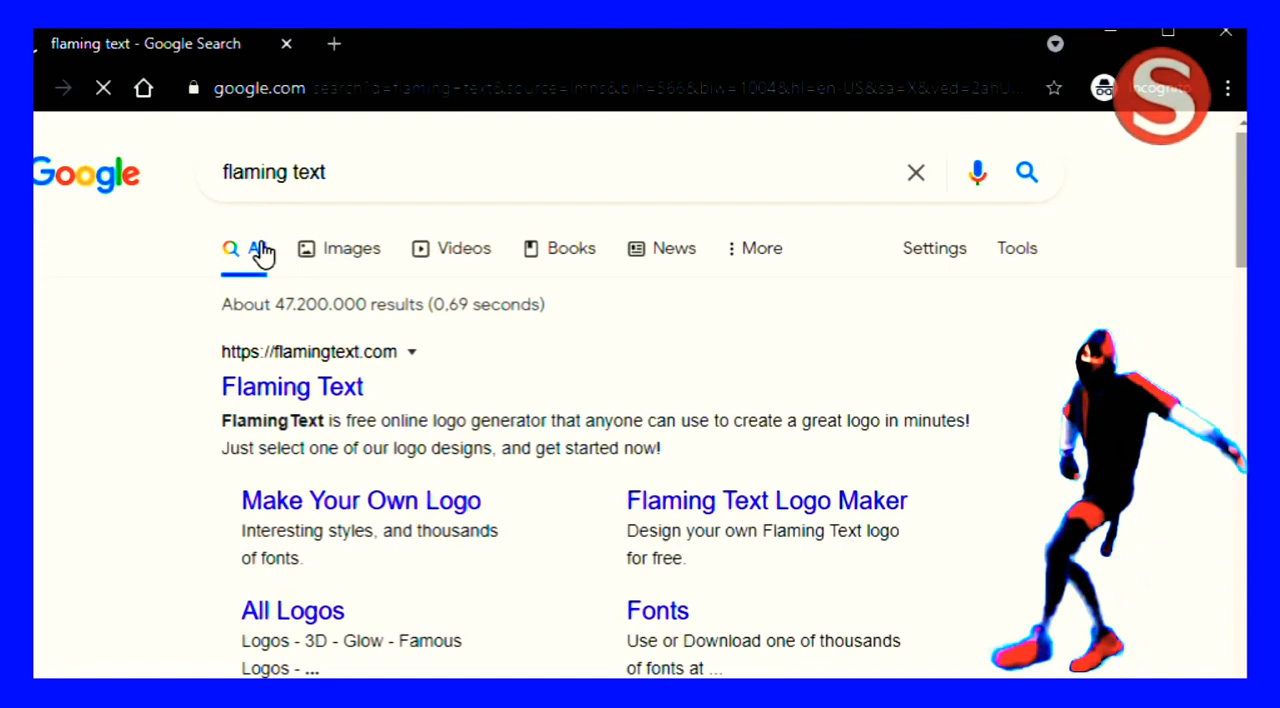 flaming text - Google Search
google.com
Incognito
S
Google
flaming text
All Images Videos Books News More Settings Tools
About 47.200.000 results (0,69 seconds)
https://flamingtext.com
Flaming Text
FlamingText is free online logo generator that anyone can use to create a great logo in minutes!
Just select one of our logo designs, and get started now!
Make Your Own Logo
Interesting styles, and thousands
of fonts.
Flaming Text Logo Maker
Design your own Flaming Text logo
for free.
All Logos
Logos - 3D - Glow - Famous
Logos - ...
Fonts
Use or Download one of thousands
of fonts at ...